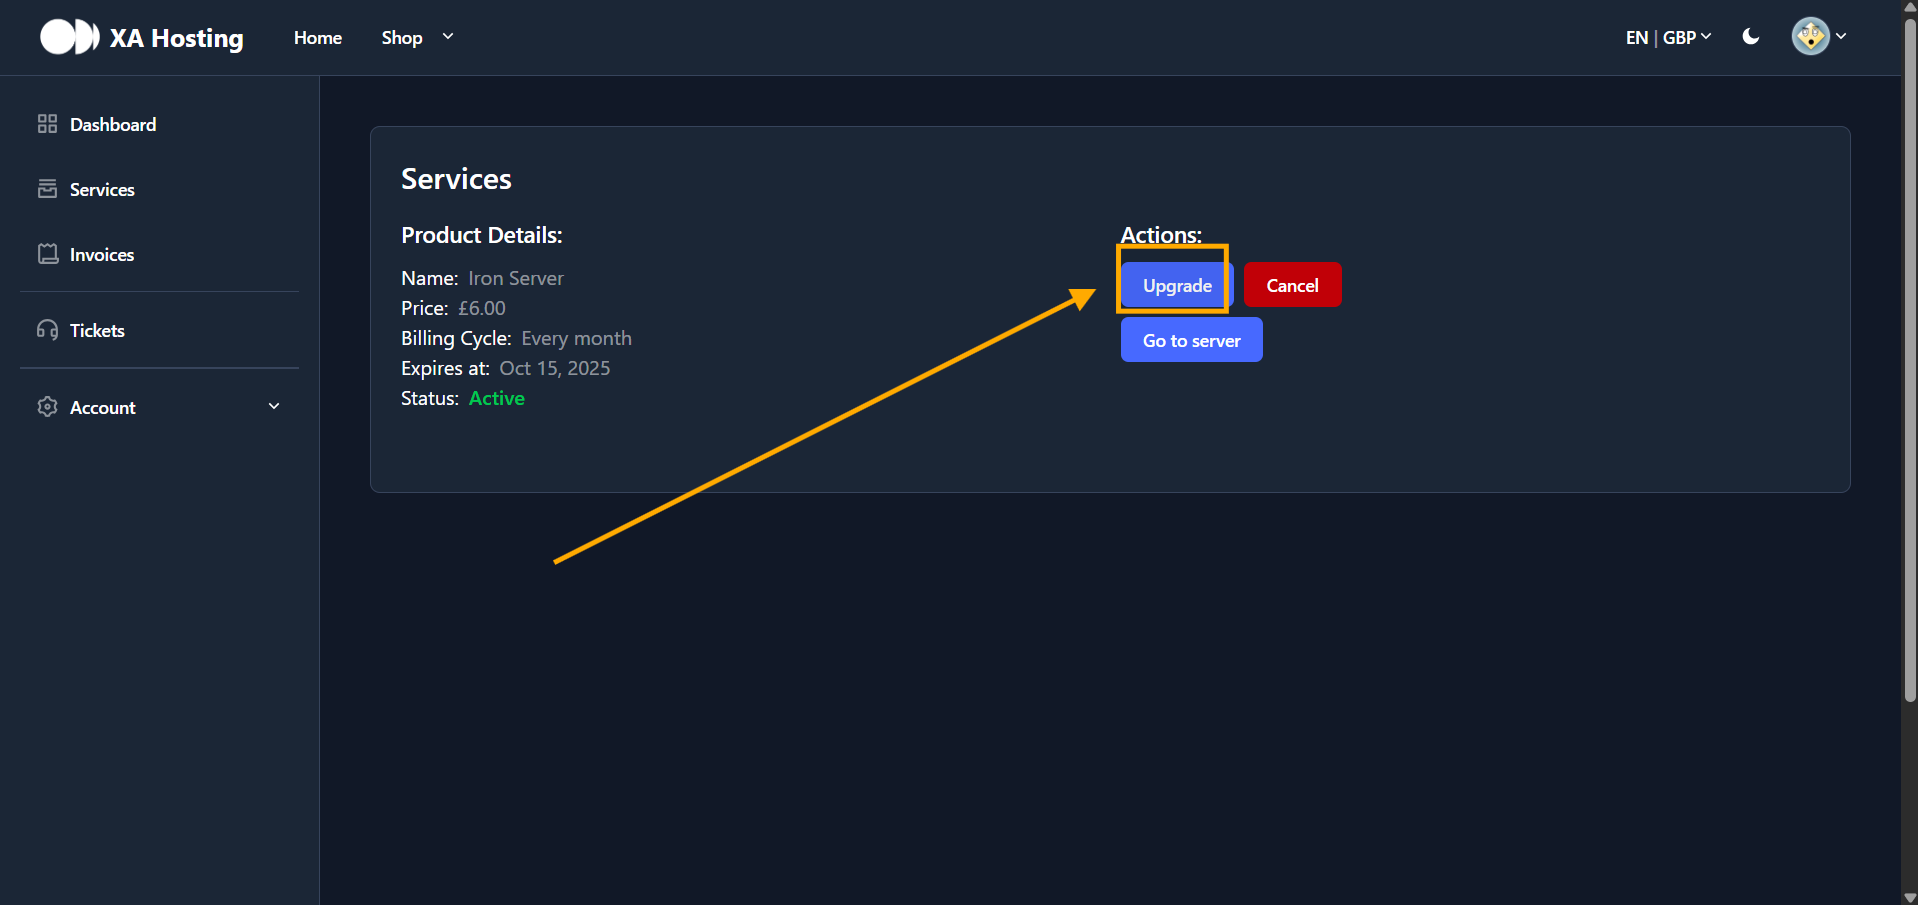 XA Hosting
Home
Shop
EN | GBP
Dashboard
Services
Invoices
Tickets
Account
Services
Product Details:
Name: Iron Server
Price: £6.00
Billing Cycle: Every month
Expires at: Oct 15, 2025
Status: Active
Actions:
Upgrade
Cancel
Go to server